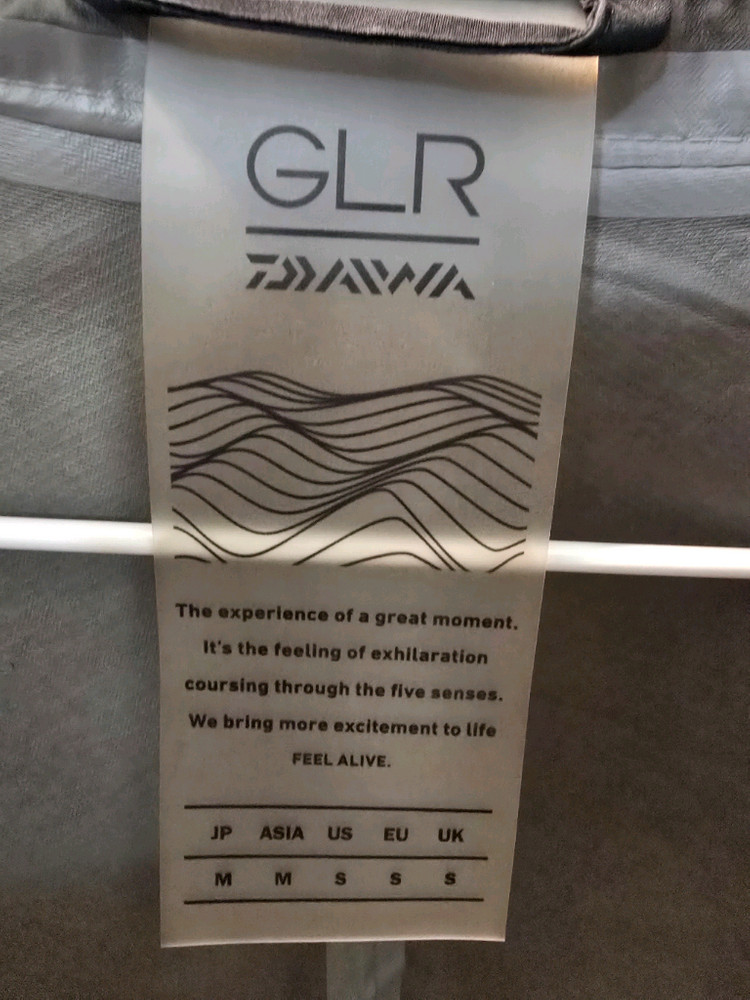 GLR
DAIWA
The experience of a great moment.
It's the feeling of exhilaration
coursing through the five senses.
We bring more excitement to life
FEEL ALIVE.
JP ASIA US EU UK
M M S S S